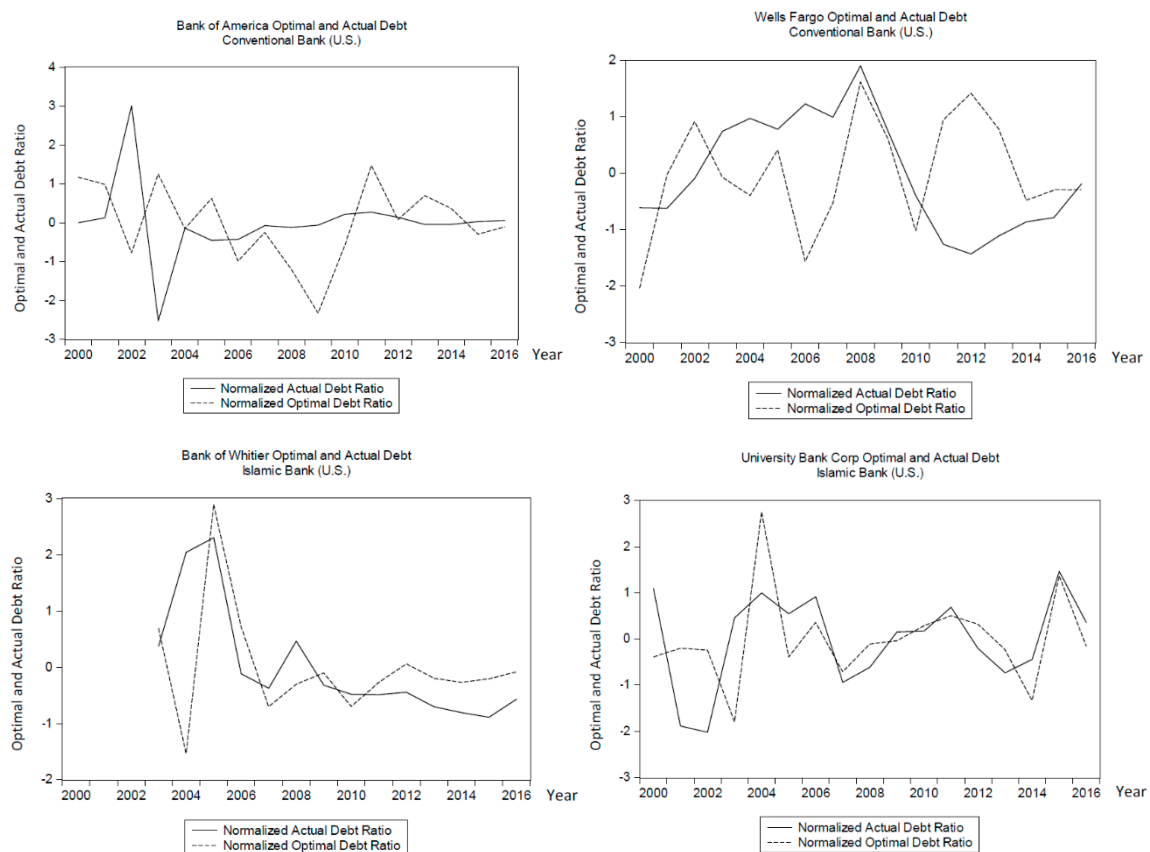 Bank of America Optimal and Actual Debt
Conventional Bank (U.S.)
Optimal and Actual Debt Ratio
4
3
2
1
0
-1
-2
-3
2000 2002 2004 2006 2008 2010 2012 2014 2016 Year
Normalized Actual Debt Ratio
Normalized Optimal Debt Ratio
Wells Fargo Optimal and Actual Debt
Conventional Bank (U.S.)
Optimal and Actual Debt Ratio
2
1
0
-1
-2
-3
2000 2002 2004 2006 2008 2010 2012 2014 2016 Year
Normalized Actual Debt Ratio
Normalized Optimal Debt Ratio
Bank of Whitier Optimal and Actual Debt
Islamic Bank (U.S.)
Optimal and Actual Debt Ratio
3
2
1
0
-1
-2
2000 2002 2004 2006 2008 2010 2012 2014 2016 Year
Normalized Actual Debt Ratio
Normalized Optimal Debt Ratio
University Bank Corp Optimal and Actual Debt
Islamic Bank (U.S.)
Optimal and Actual Debt Ratio
3
2
1
0
-1
-2
-3
2000 2002 2004 2006 2008 2010 2012 2014 2016 Year
Normalized Actual Debt Ratio
Normalized Optimal Debt Ratio